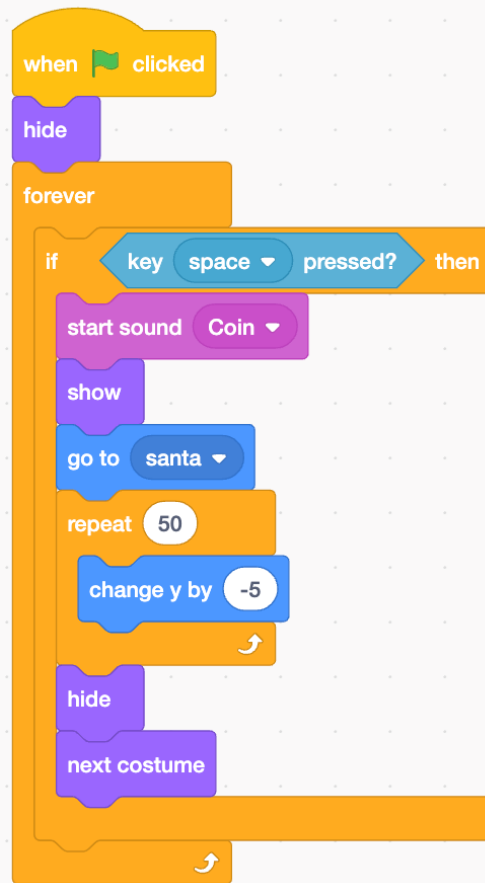 when clicked
hide
forever
if key space pressed? then
start sound Coin
show
go to santa
repeat 50
change y by -5
hide
next costume